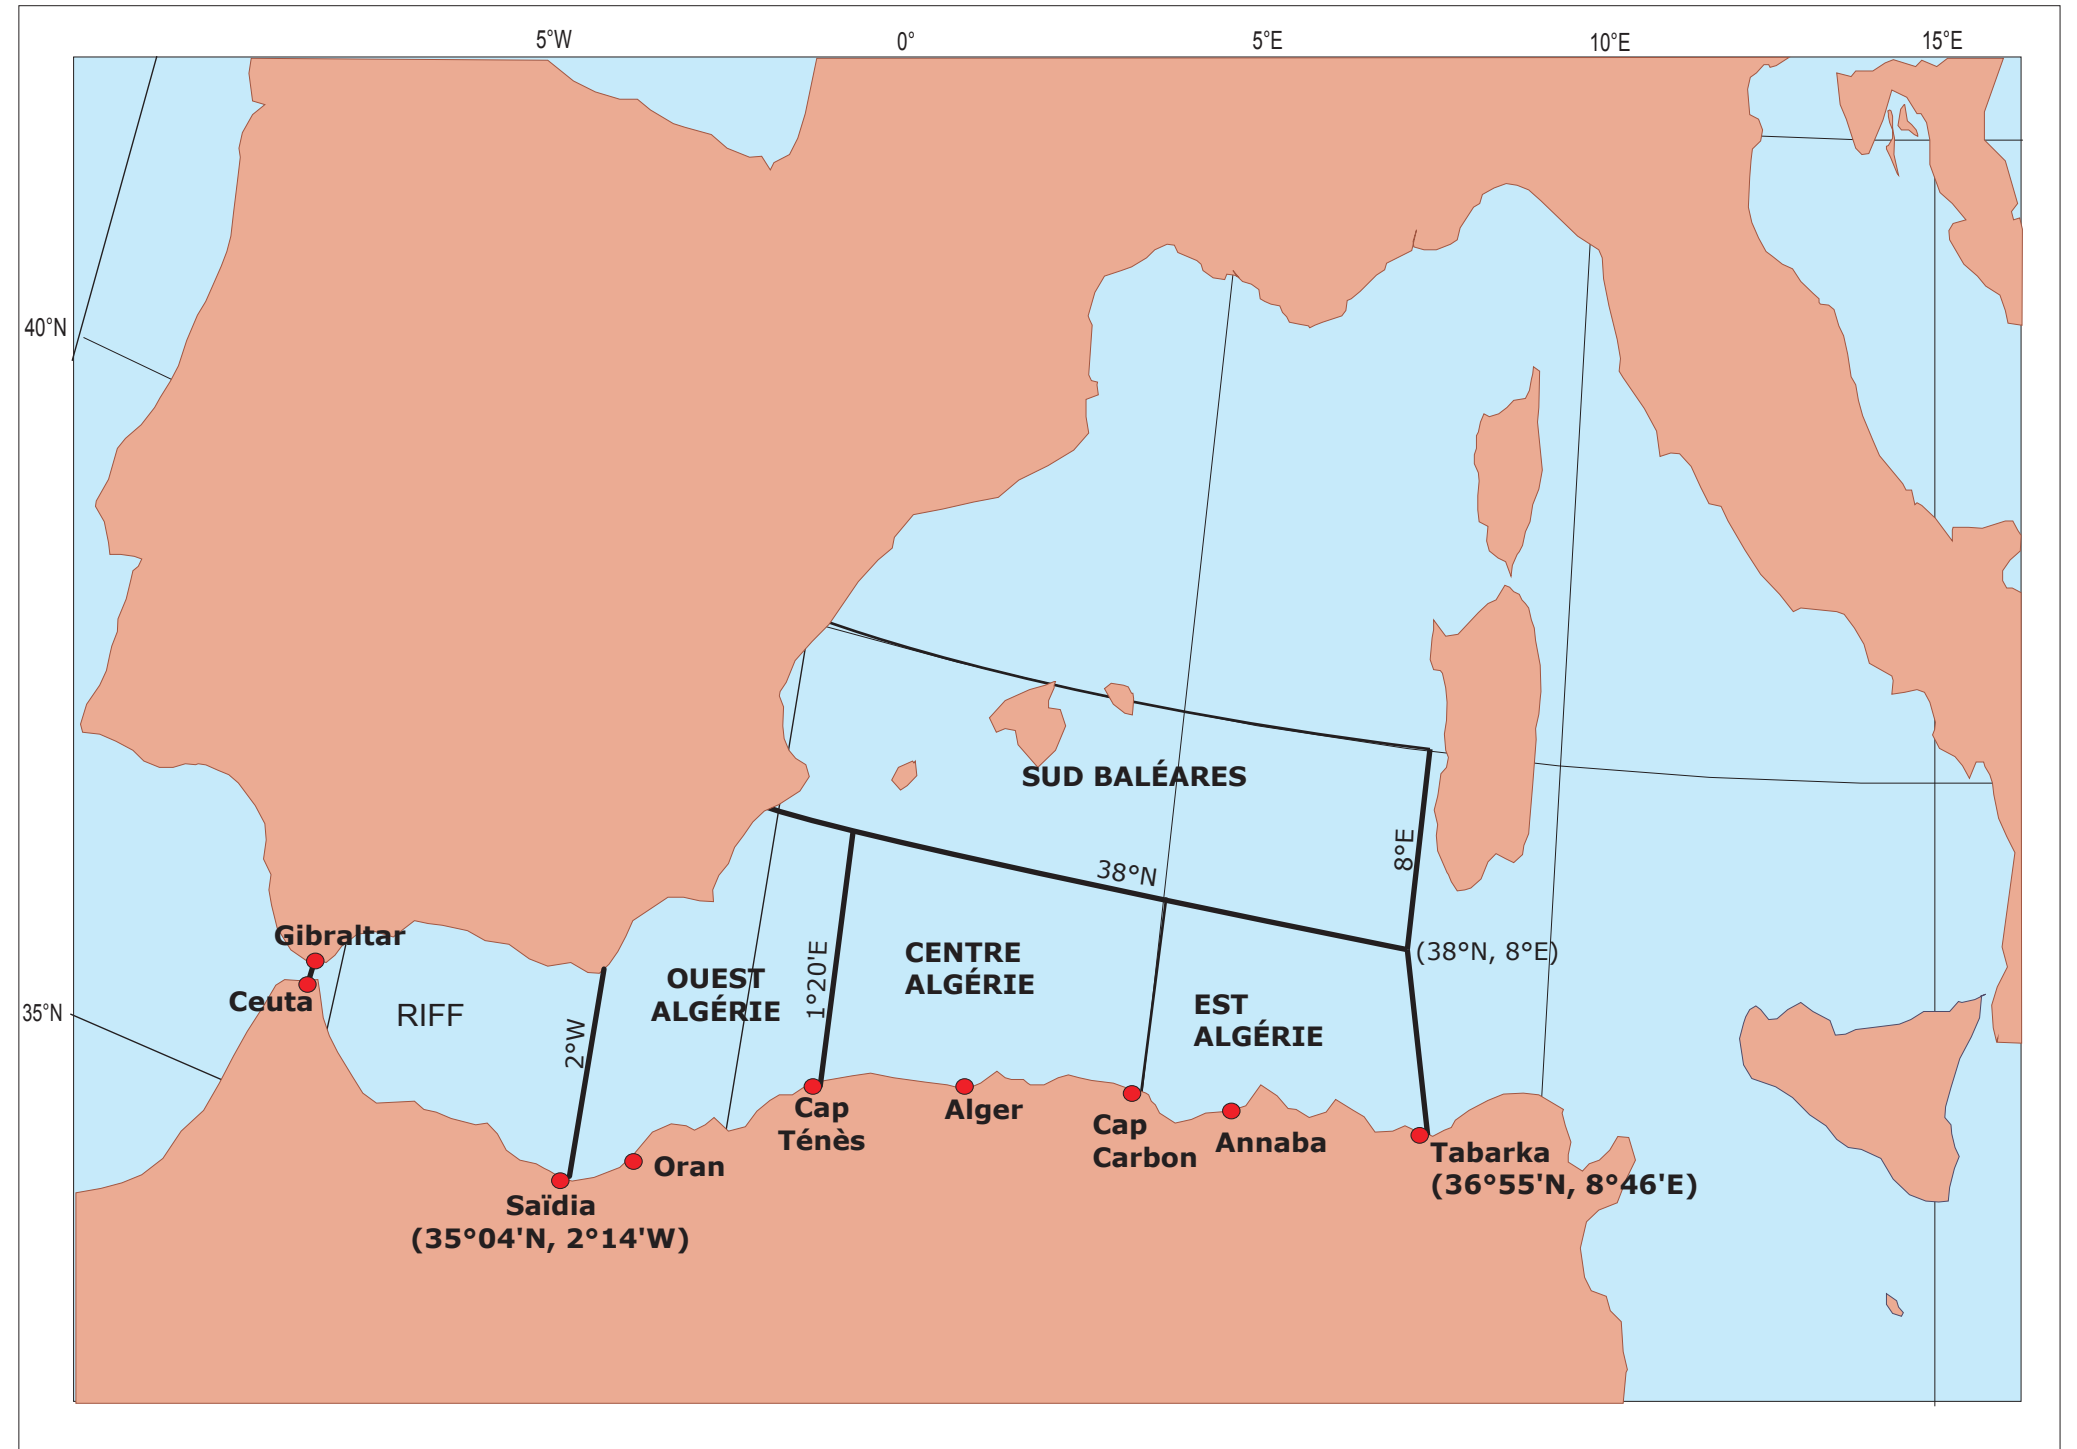 5°W
0°
5°E
10°E
15°E
40°N
35°N
SUD BALÉARES
8°E
38°N
(38°N, 8°E)
Gibraltar
Ceuta
RIFF
2°W
OUEST
ALGÉRIE
1°20'E
CENTRE
ALGÉRIE
EST
ALGÉRIE
Cap
Ténès
Alger
Cap
Carbon
Annaba
Tabarka
(36°55'N, 8°46'E)
Oran
Saïdia
(35°04'N, 2°14'W)